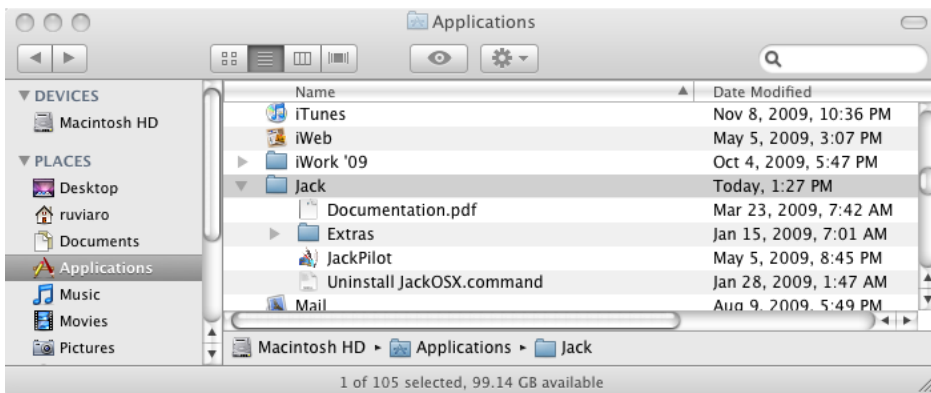 Applications
Name Date Modified
DEVICES
Macintosh HD
PLACES
Desktop
ruviaro
Documents
Applications
Music
Movies
Pictures
iTunes Nov 8, 2009, 10:36 PM
iWeb May 5, 2009, 3:07 PM
iWork '09 Oct 4, 2009, 5:47 PM
Jack Today, 1:27 PM
Documentation.pdf Mar 23, 2009, 7:42 AM
Extras Jan 15, 2009, 7:01 AM
JackPilot May 5, 2009, 8:45 PM
Uninstall JackOSX.command Jan 28, 2009, 1:47 AM
Mail Aug 9, 2009, 5:49 PM
Macintosh HD ▸ Applications ▸ Jack
1 of 105 selected, 99.14 GB available